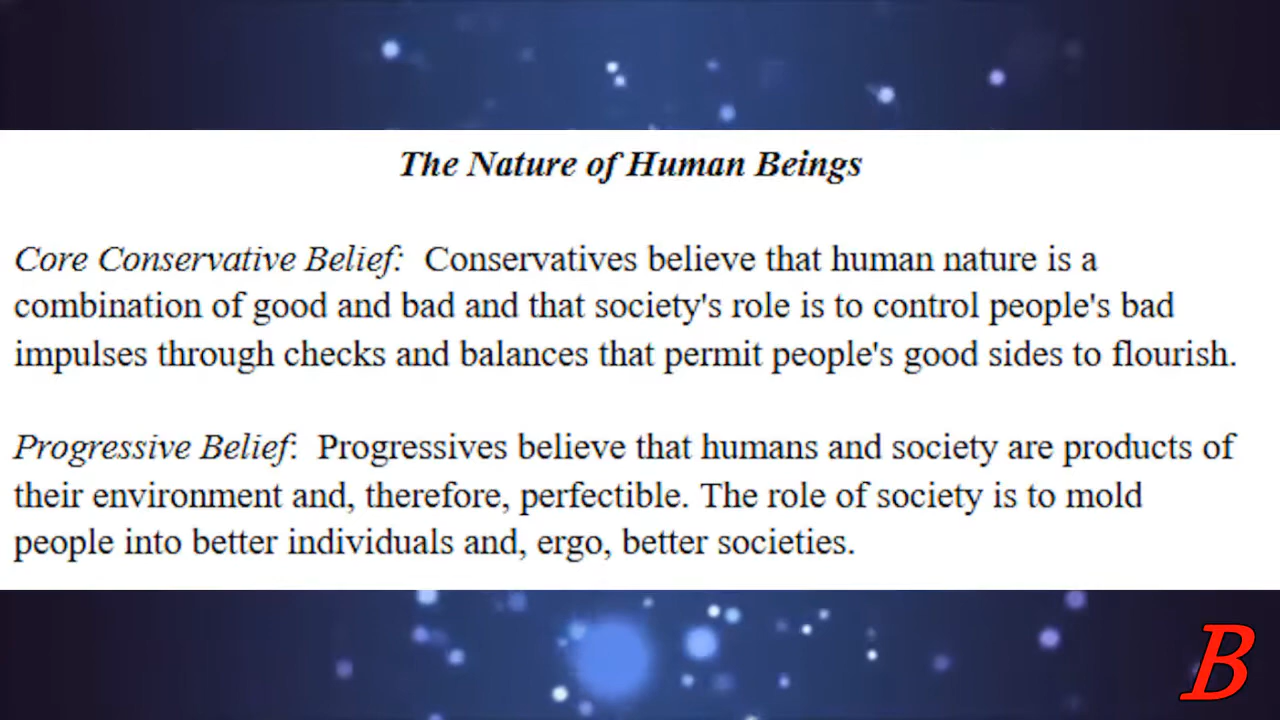 The Nature of Human Beings
Core Conservative Belief:  Conservatives believe that human nature is a
combination of good and bad and that society's role is to control people's bad
impulses through checks and balances that permit people's good sides to flourish.
Progressive Belief:  Progressives believe that humans and society are products of
their environment and, therefore, perfectible. The role of society is to mold
people into better individuals and, ergo, better societies.
B